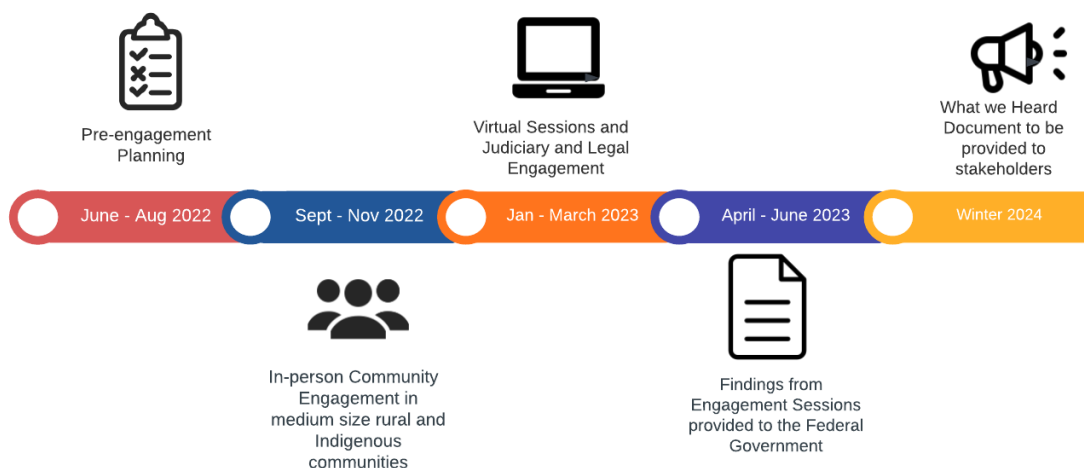 Pre-engagement
Planning
Virtual Sessions and
Judiciary and Legal
Engagement
What we Heard
Document to be
provided to
stakeholders
June - Aug 2022
Sept - Nov 2022
Jan - March 2023
April - June 2023
Winter 2024
In-person Community
Engagement in
medium size rural and
Indigenous
communities
Findings from
Engagement Sessions
provided to the Federal
Government